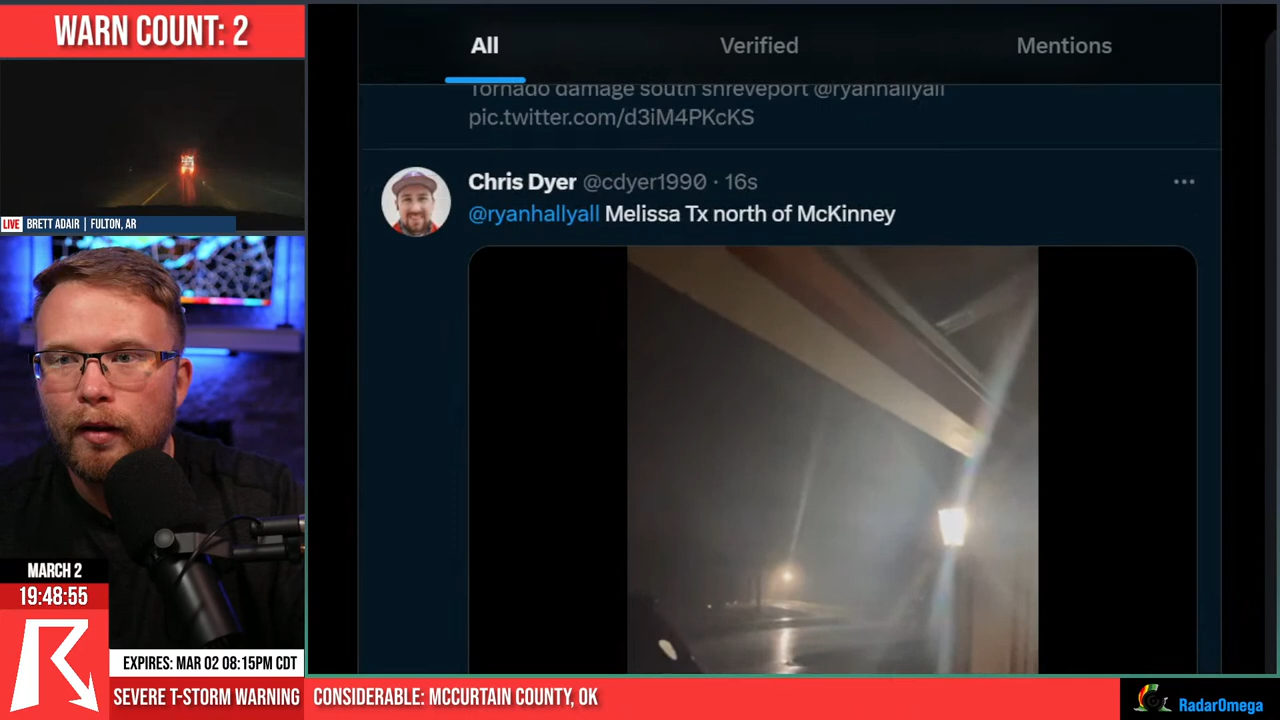 WARN COUNT: 2
All
Verified
Mentions
Tornado damage south shreveport @ryanhallyall
pic.twitter.com/d3iM4PKcKS
Chris Dyer @cdyer1990 · 16s
@ryanhallyall Melissa Tx north of McKinney
LIVE BRETT ADAIR | FULTON, AR
MARCH 2
19:48:55
EXPIRES: MAR 02 08:15PM CDT
SEVERE T-STORM WARNING
CONSIDERABLE: MCCURTAIN COUNTY, OK
RadarOmega